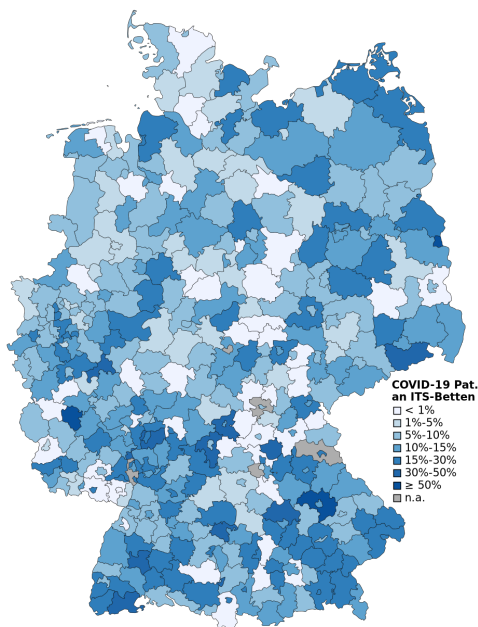 COVID-19 Pat.
an ITS-Betten
< 1%
1%-5%
5%-10%
10%-15%
15%-30%
30%-50%
≥ 50%
n.a.